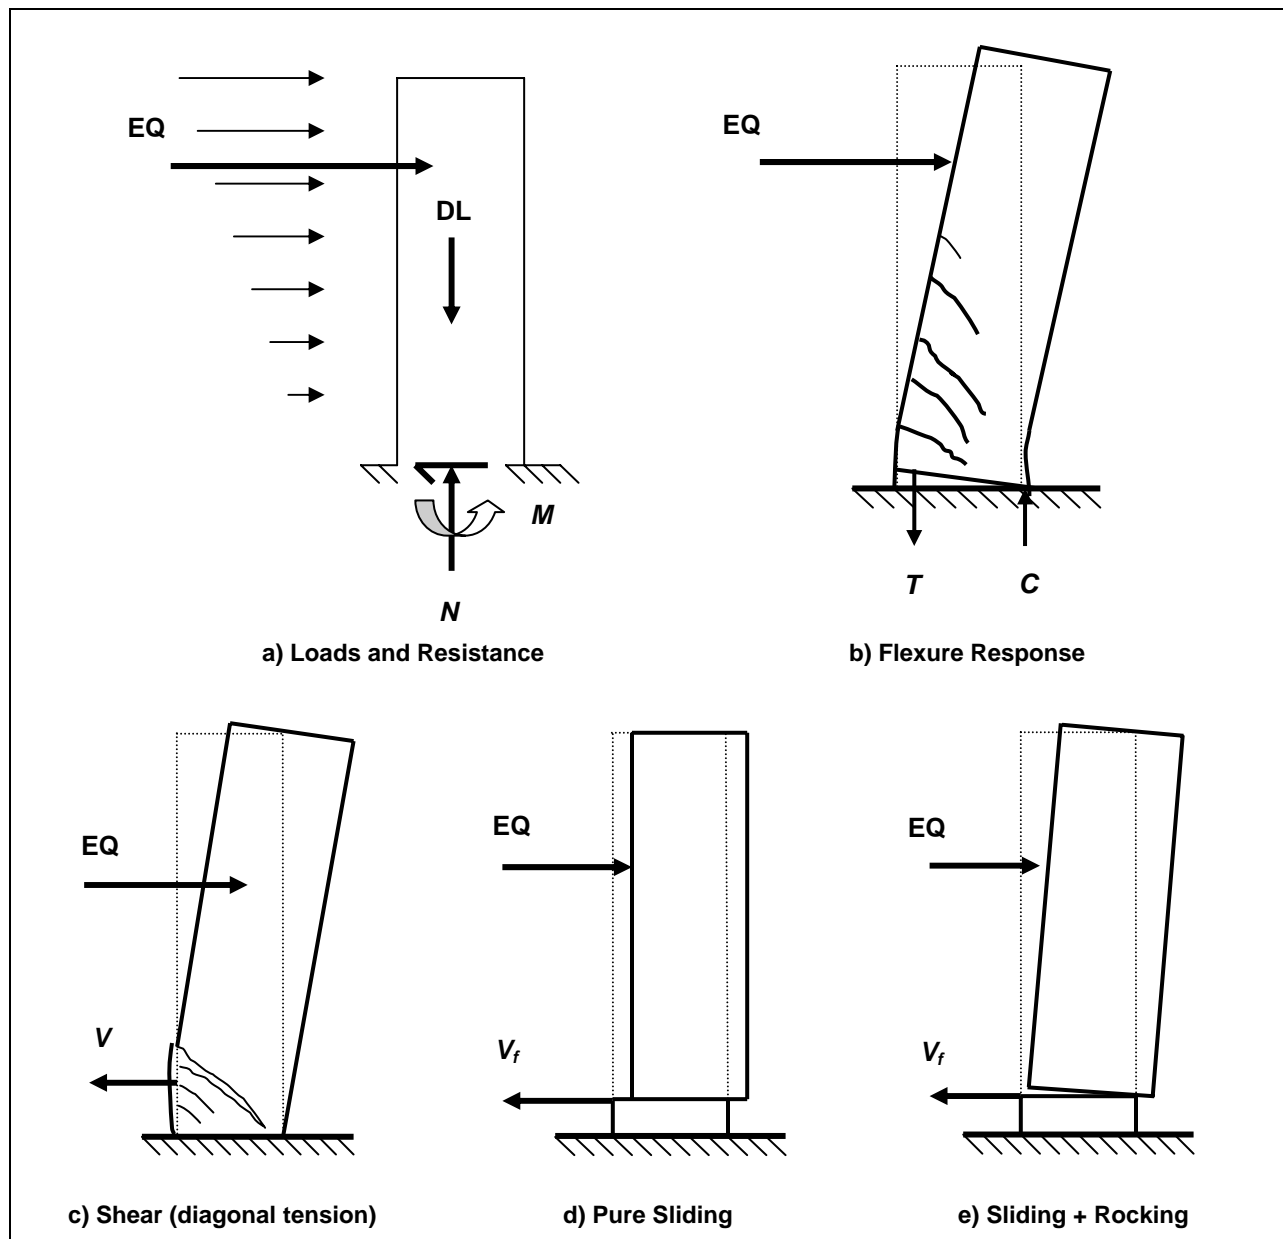 EQ
DL
M
N
a) Loads and Resistance
EQ
T
C
b) Flexure Response
EQ
V
c) Shear (diagonal tension)
EQ
Vf
d) Pure Sliding
EQ
Vf
e) Sliding + Rocking